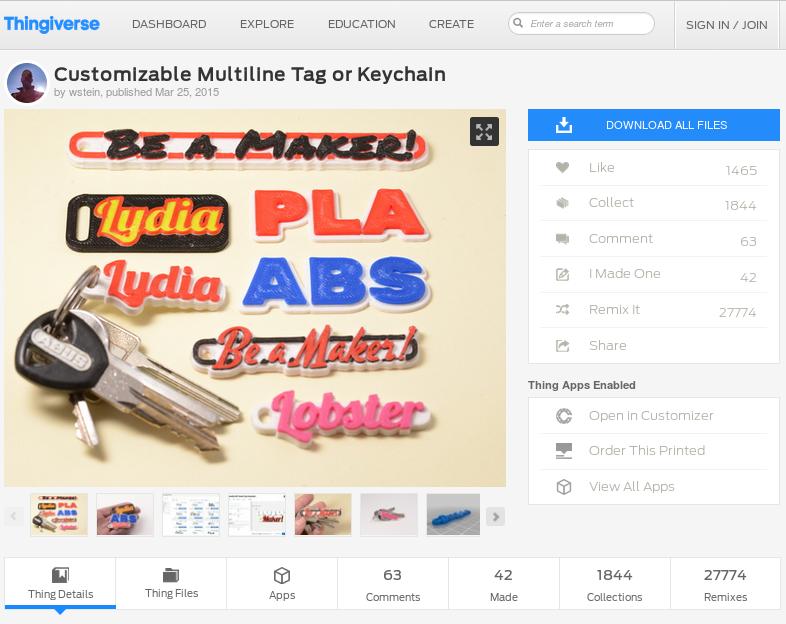 Thingiverse
DASHBOARD
EXPLORE
EDUCATION
CREATE
Enter a search term
SIGN IN / JOIN
Customizable Multiline Tag or Keychain
by wstein, published Mar 25, 2015
BE A MAKER!
Lydia
PLA
Lydia
ABS
ABUS
Be a Maker!
Lobster
DOWNLOAD ALL FILES
Like 1465
Collect 1844
Comment 63
I Made One 42
Remix It 27774
Share
Thing Apps Enabled
Open in Customizer
Order This Printed
View All Apps
Thing Details
Thing Files
Apps
63
Comments
42
Made
1844
Collections
27774
Remixes